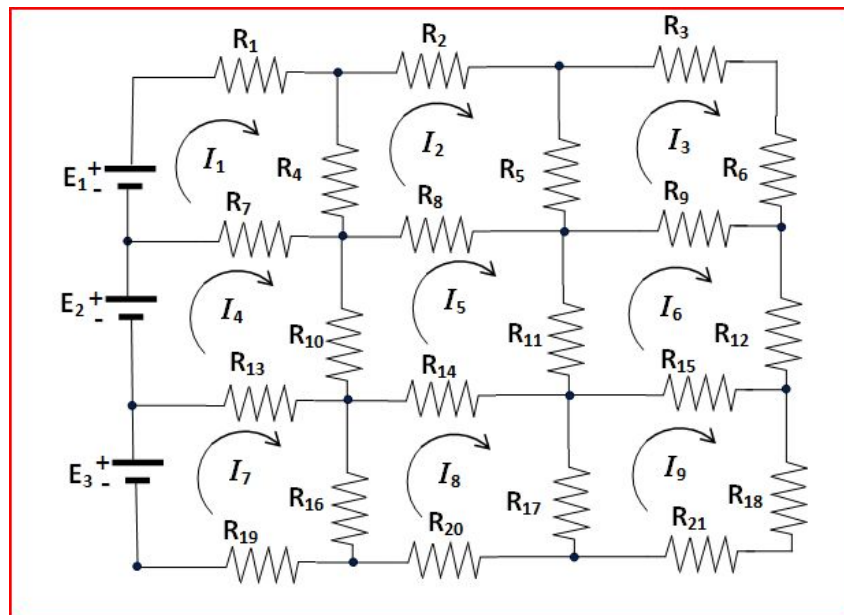 R₁ R₂ R₃
E₁ + - I₁ R₄ I₂ R₅ I₃ R₆
R₇ R₈ R₉
E₂ + - I₄ R₁₀ I₅ R₁₁ I₆ R₁₂
R₁₃ R₁₄ R₁₅
E₃ + - I₇ R₁₆ I₈ R₁₇ I₉ R₁₈
R₁₉ R₂₀ R₂₁